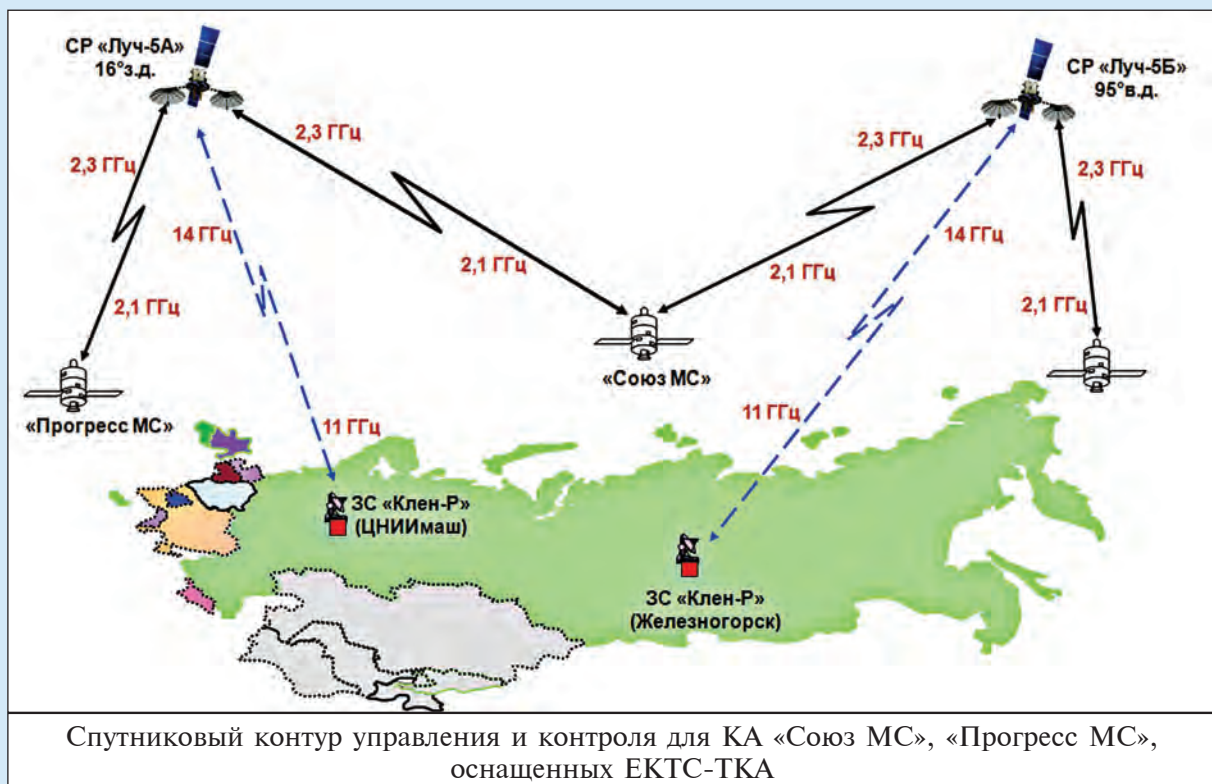 СР «Луч-5А»
16°з.д.
СР «Луч-5Б»
95°в.д.
2,3 ГГц
2,3 ГГц
2,3 ГГц
2,3 ГГц
14 ГГц
14 ГГц
2,1 ГГц
2,1 ГГц
2,1 ГГц
2,1 ГГц
«Прогресс МС»
«Союз МС»
11 ГГц
11 ГГц
ЗС «Клен-Р»
(ЦНИИмаш)
ЗС «Клен-Р»
(Железногорск)
Спутниковый контур управления и контроля для КА «Союз МС», «Прогресс МС»,
оснащенных ЕКТС-ТКА